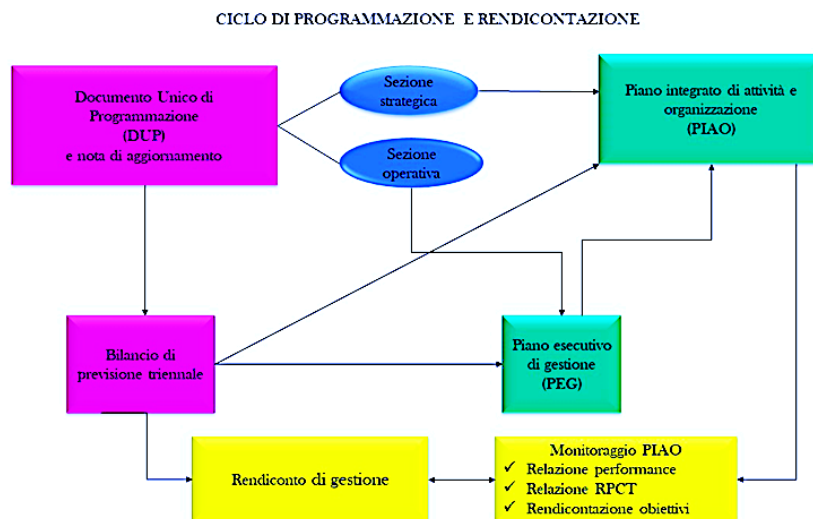 CICLO DI PROGRAMMAZIONE E RENDICONTAZIONE
Documento Unico di
Programmazione
(DUP)
e nota di aggiornamento
Sezione
strategica
Sezione
operativa
Piano integrato di attività e
organizzazione
(PIAO)
Bilancio di
previsione triennale
Piano esecutivo
di gestione
(PEG)
Rendiconto di gestione
Monitoraggio PIAO
✓ Relazione performance
✓ Relazione RPCT
✓ Rendicontazione obiettivi